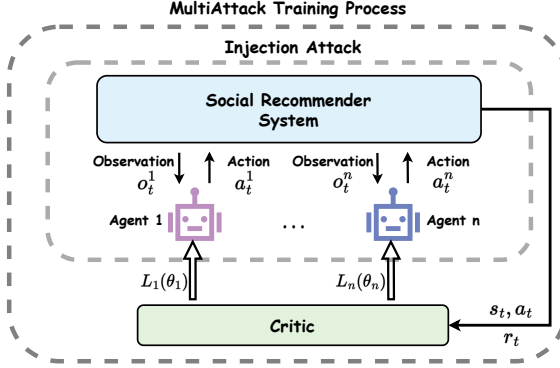 MultiAttack Training Process
Injection Attack
Social Recommender
System
Observation
o_t^1
Action
a_t^1
Observation
o_t^n
Action
a_t^n
Agent 1
...
Agent n
L_1(θ_1)
L_n(θ_n)
Critic
s_t, a_t
r_t